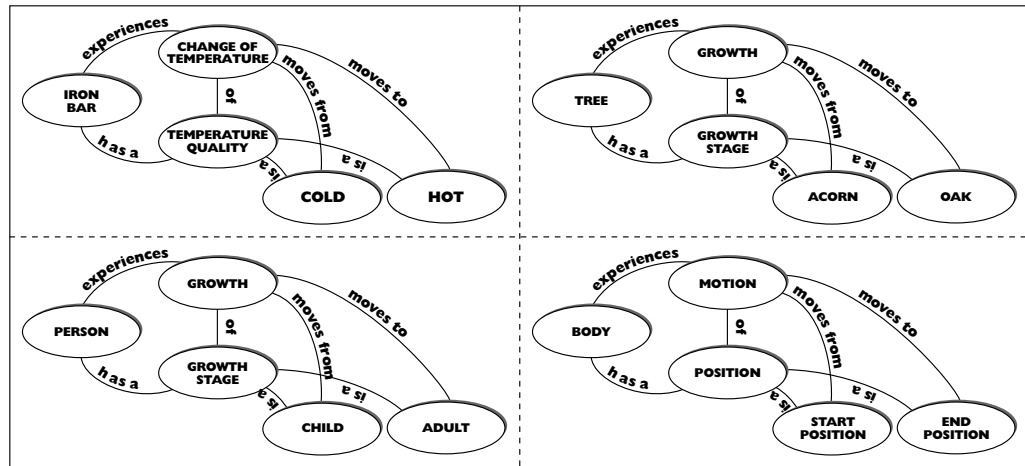 experiences
CHANGE OF
TEMPERATURE
moves from
moves to
IRON
BAR
of
has a
TEMPERATURE
QUALITY
is a
is a
COLD
HOT
experiences
GROWTH
moves from
moves to
TREE
of
has a
GROWTH
STAGE
is a
is a
ACORN
OAK
experiences
GROWTH
moves from
moves to
PERSON
of
has a
GROWTH
STAGE
is a
is a
CHILD
ADULT
experiences
MOTION
moves from
moves to
BODY
of
has a
POSITION
is a
is a
START
POSITION
END
POSITION